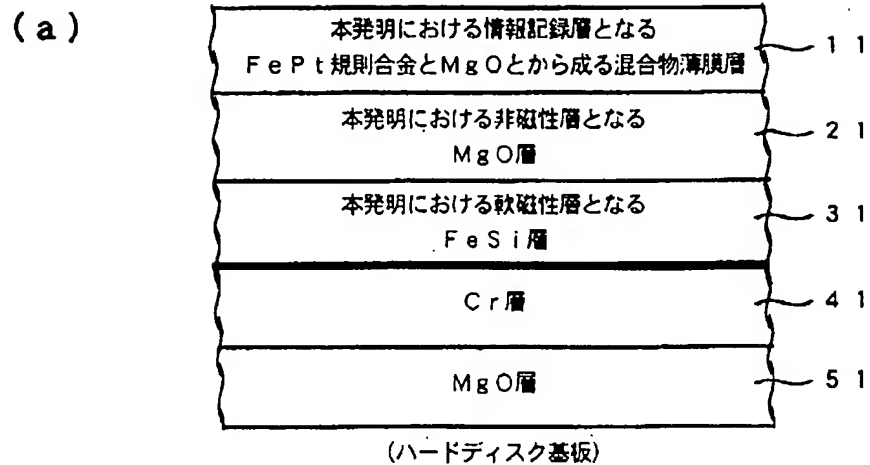 (a)
本発明における情報記録層となる
FePt規則合金とMgOとから成る混合物薄膜層
11
本発明における非磁性層となる
MgO層
21
本発明における軟磁性層となる
FeSi層
31
Cr層
41
MgO層
51
(ハードディスク基板)